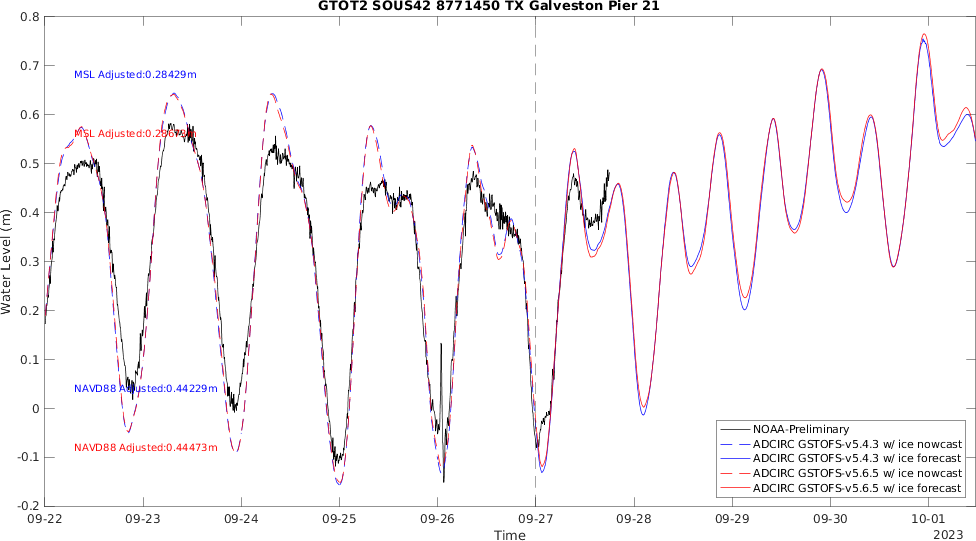 GTOT2 SOUS42 8771450 TX Galveston Pier 21
0.8
0.7
0.6
0.5
0.4
0.3
0.2
0.1
0
-0.1
-0.2
Water Level (m)
MSL Adjusted:0.28429m
MSL Adjusted:
NAVD88 Adjusted:0.44229m
NAVD88 Adjusted:0.44473m
NOAA-Preliminary
ADCIRC GSTOFS-v5.4.3 w/ ice nowcast
ADCIRC GSTOFS-v5.4.3 w/ ice forecast
ADCIRC GSTOFS-v5.6.5 w/ ice nowcast
ADCIRC GSTOFS-v5.6.5 w/ ice forecast
09-22 09-23 09-24 09-25 09-26 09-27 09-28 09-29 09-30 10-01
Time
2023